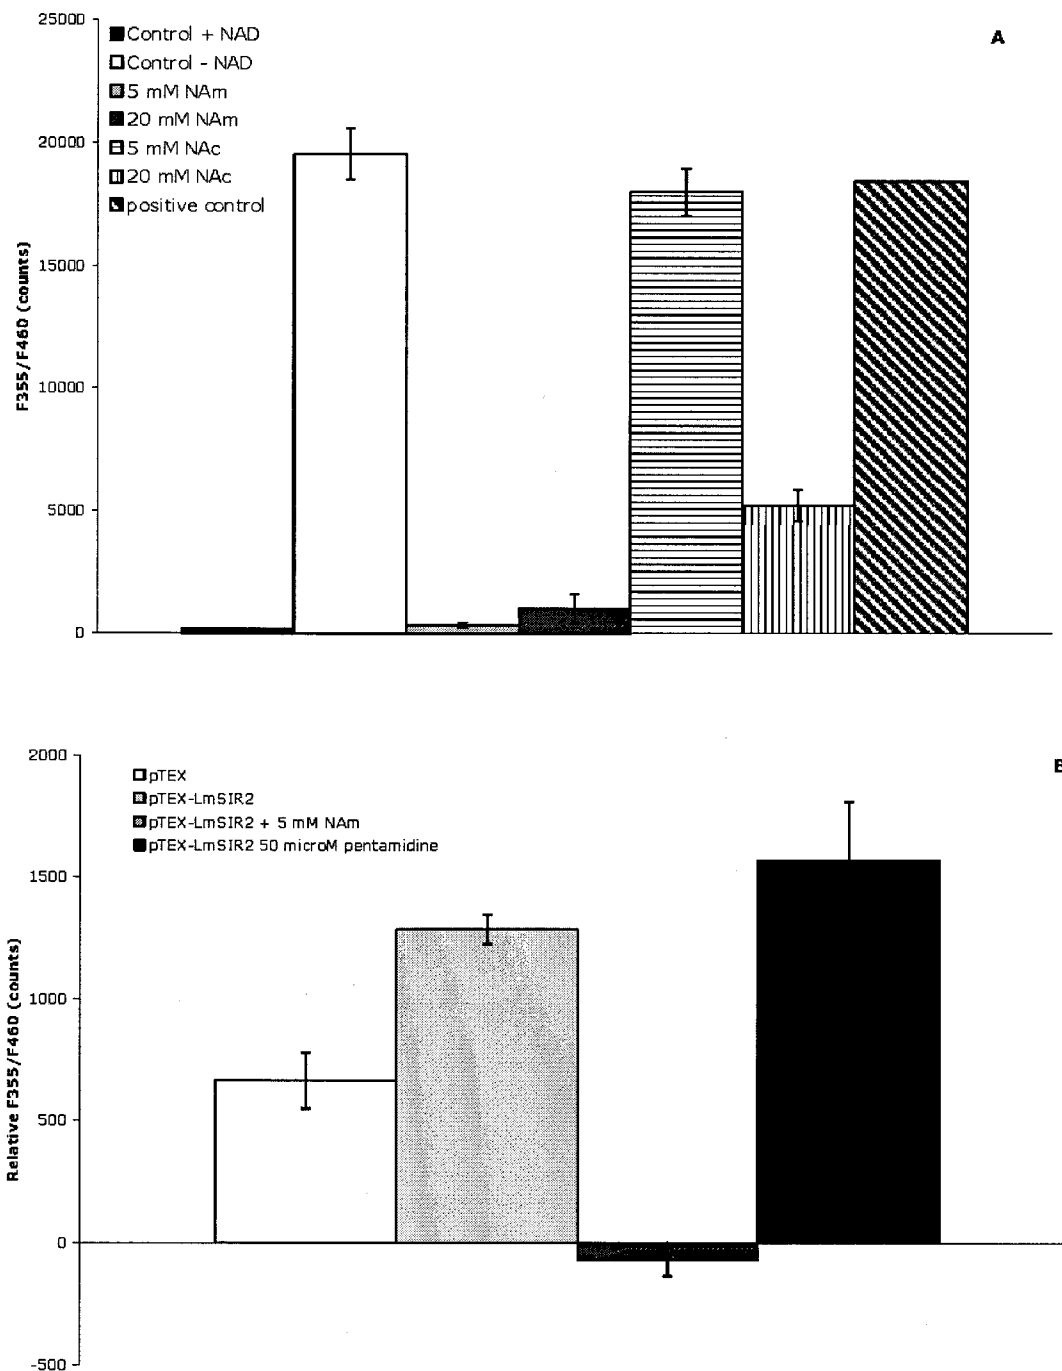 25000
20000
15000
10000
5000
0
F355/F460 (counts)
A
Control + NAD
Control - NAD
5 mM NAm
20 mM NAm
5 mM NAc
20 mM NAc
positive control
2000
1500
1000
500
0
-500
Relative F355/F460 (counts)
B
pTEX
pTEX-LmSIR2
pTEX-LmSIR2 + 5 mM NAm
pTEX-LmSIR2 50 microM pentamidine